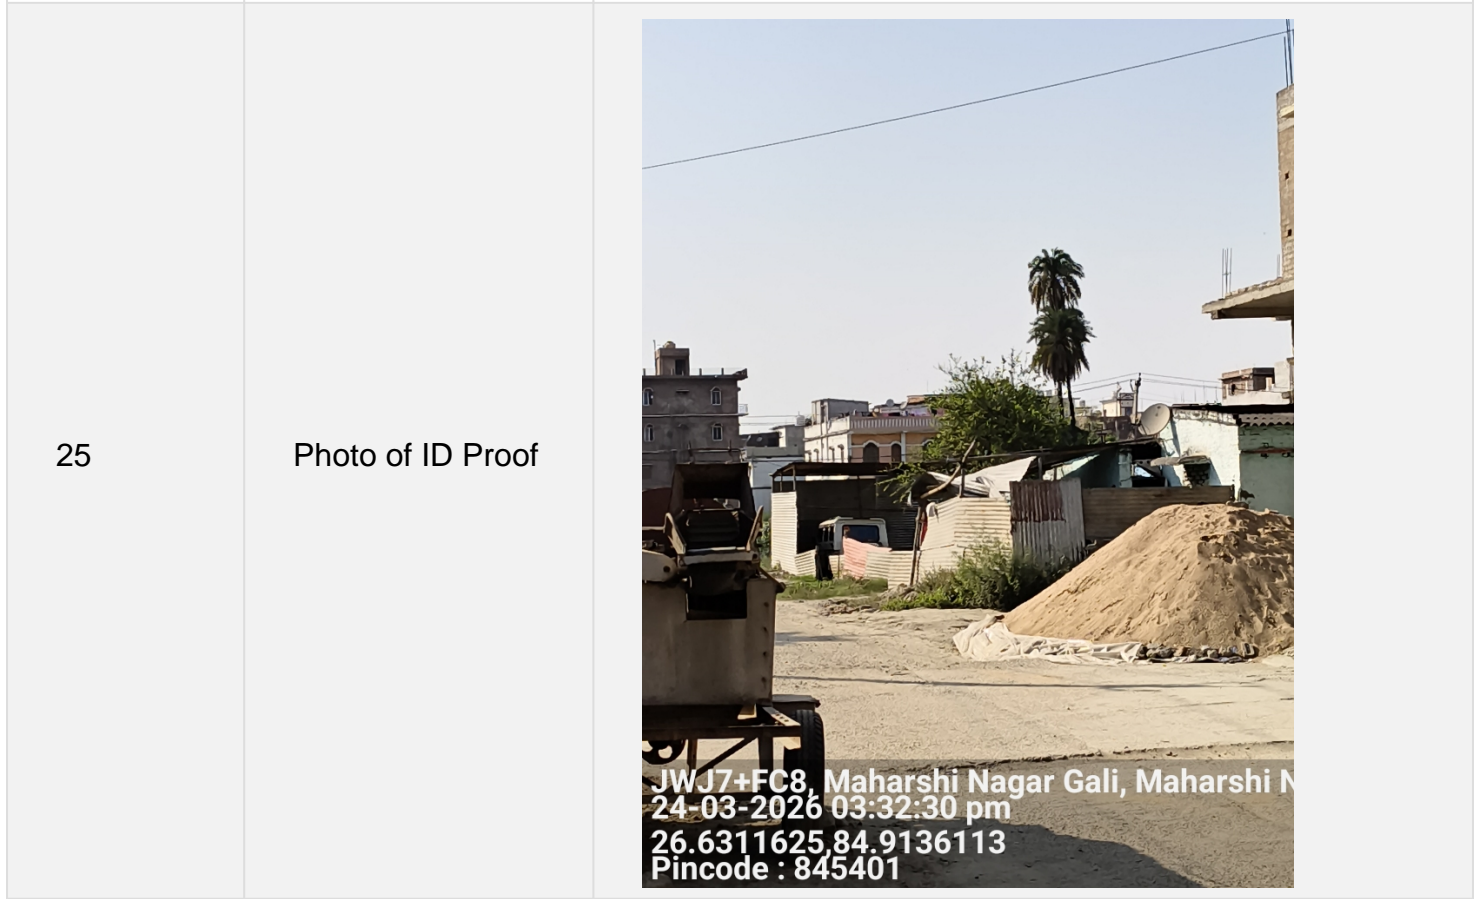 25
Photo of ID Proof
JWJ7+FC8, Maharshi Nagar Gali, Maharshi N
24-03-2026 03:32:30 pm
26.6311625,84.9136113
Pincode : 845401